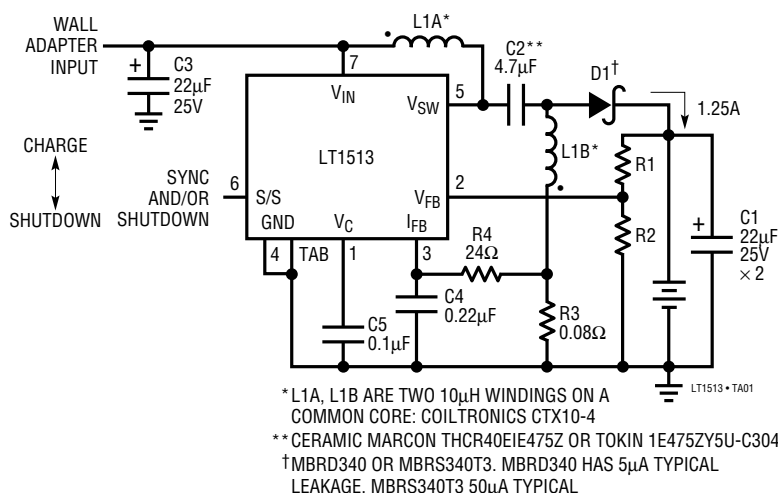 WALL
ADAPTER
INPUT
L1A*
C3
22µF
25V
7
C2**
4.7µF
D1†
VIN
5
VSW
1.25A
LT1513
CHARGE
SHUTDOWN
SYNC
AND/OR
SHUTDOWN
6
S/S
L1B*
R1
VFB
2
GND
VC
IFB
R4
24Ω
R2
C1
22µF
25V
× 2
4
TAB
1
3
C4
0.22µF
R3
0.08Ω
C5
0.1µF
LT1513 • TA01
*L1A, L1B ARE TWO 10µH WINDINGS ON A
COMMON CORE: COILTRONICS CTX10-4
**CERAMIC MARCON THCR40EIE475Z OR TOKIN 1E475ZY5U-C304
†MBRD340 OR MBRS340T3. MBRD340 HAS 5µA TYPICAL
LEAKAGE, MBRS340T3 50µA TYPICAL